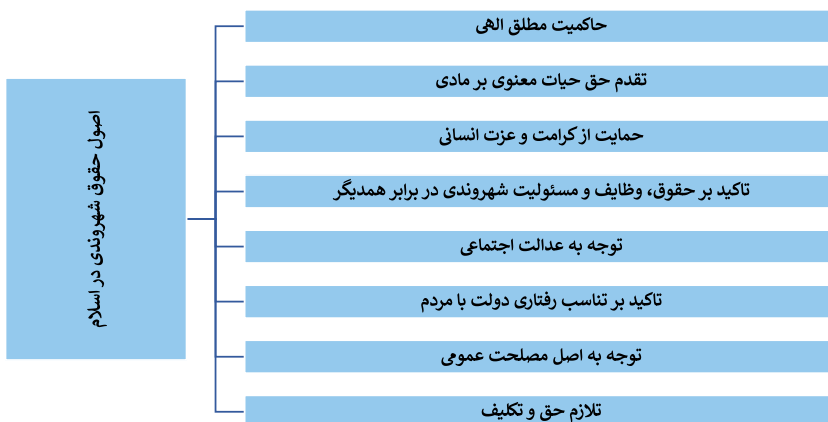 اصول حقوق شهروندی در اسلام
حاکمیت مطلق الهی
تقدم حق حیات معنوی بر مادی
حمایت از کرامت و عزت انسانی
تاکید بر حقوق، وظایف و مسئولیت شهروندی در برابر همدیگر
توجه به عدالت اجتماعی
تاکید بر تناسب رفتاری دولت با مردم
توجه به اصل مصلحت عمومی
تلازم حق و تکلیف